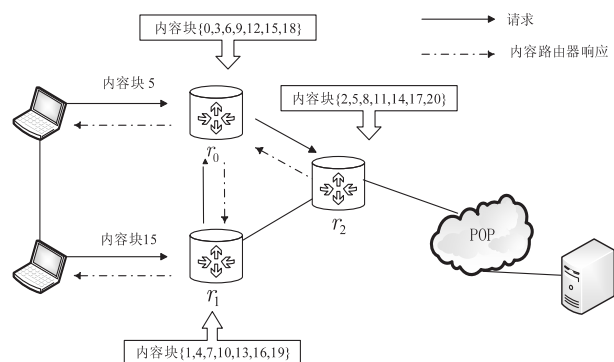 内容块{0,3,6,9,12,15,18}
请求
内容路由器响应
内容块 5
内容块{2,5,8,11,14,17,20}
r0
r2
POP
内容块15
r1
内容块{1,4,7,10,13,16,19}